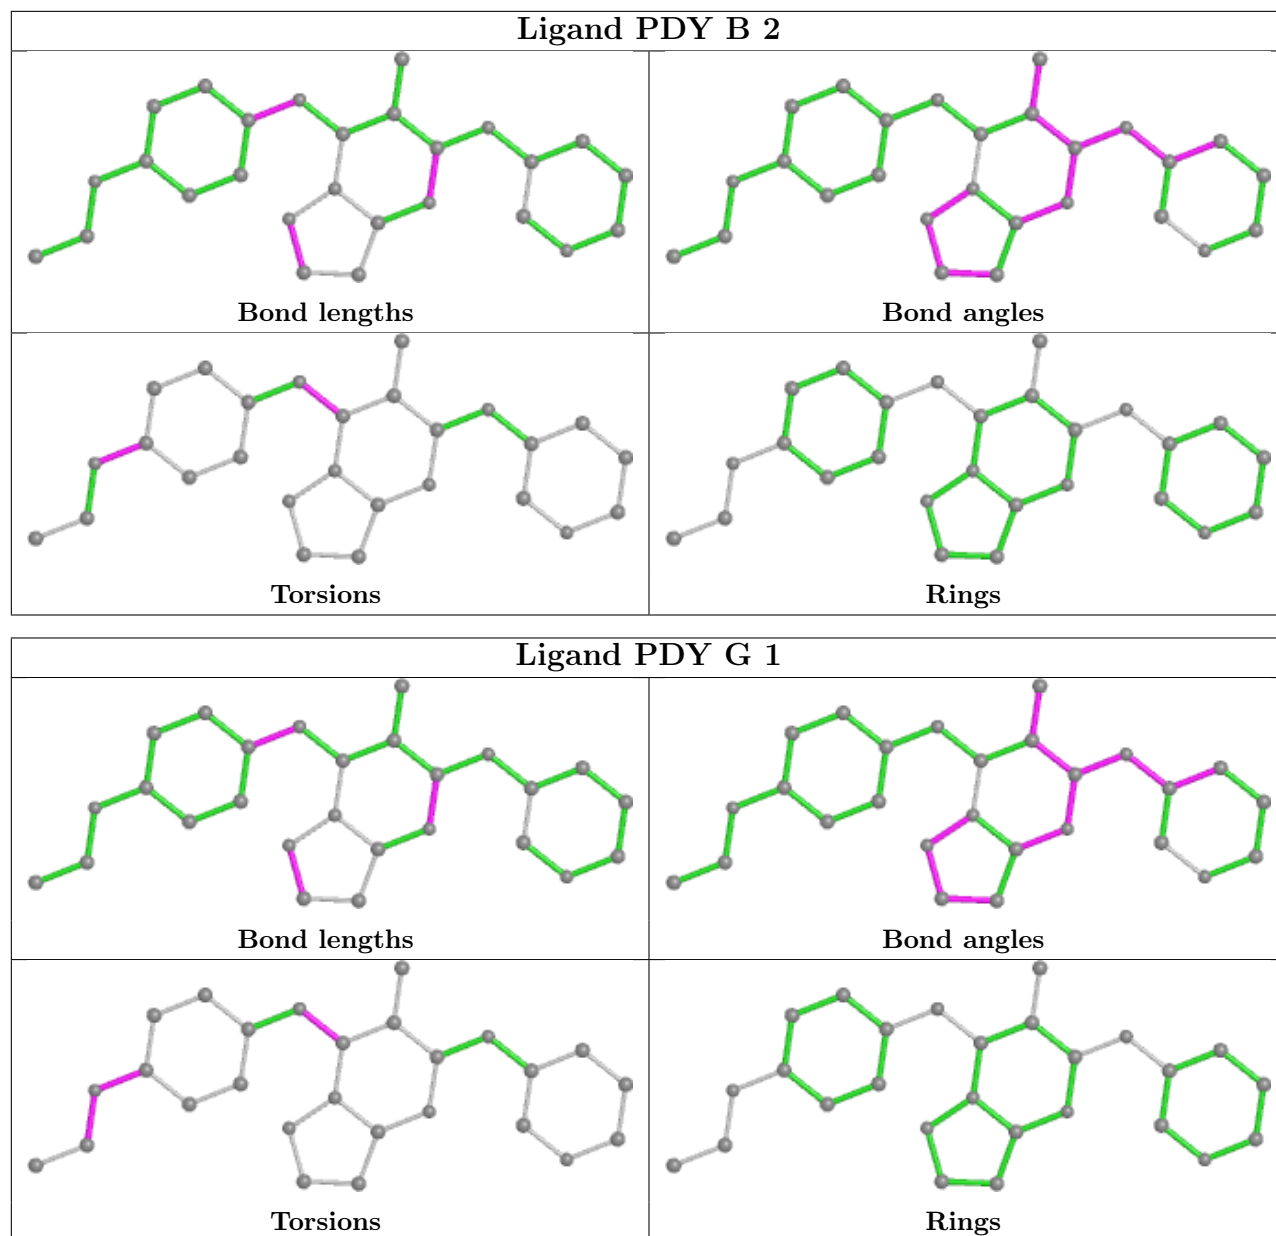 Ligand PDY B 2
Bond lengths
Bond angles
Torsions
Rings
Ligand PDY G 1
Bond lengths
Bond angles
Torsions
Rings